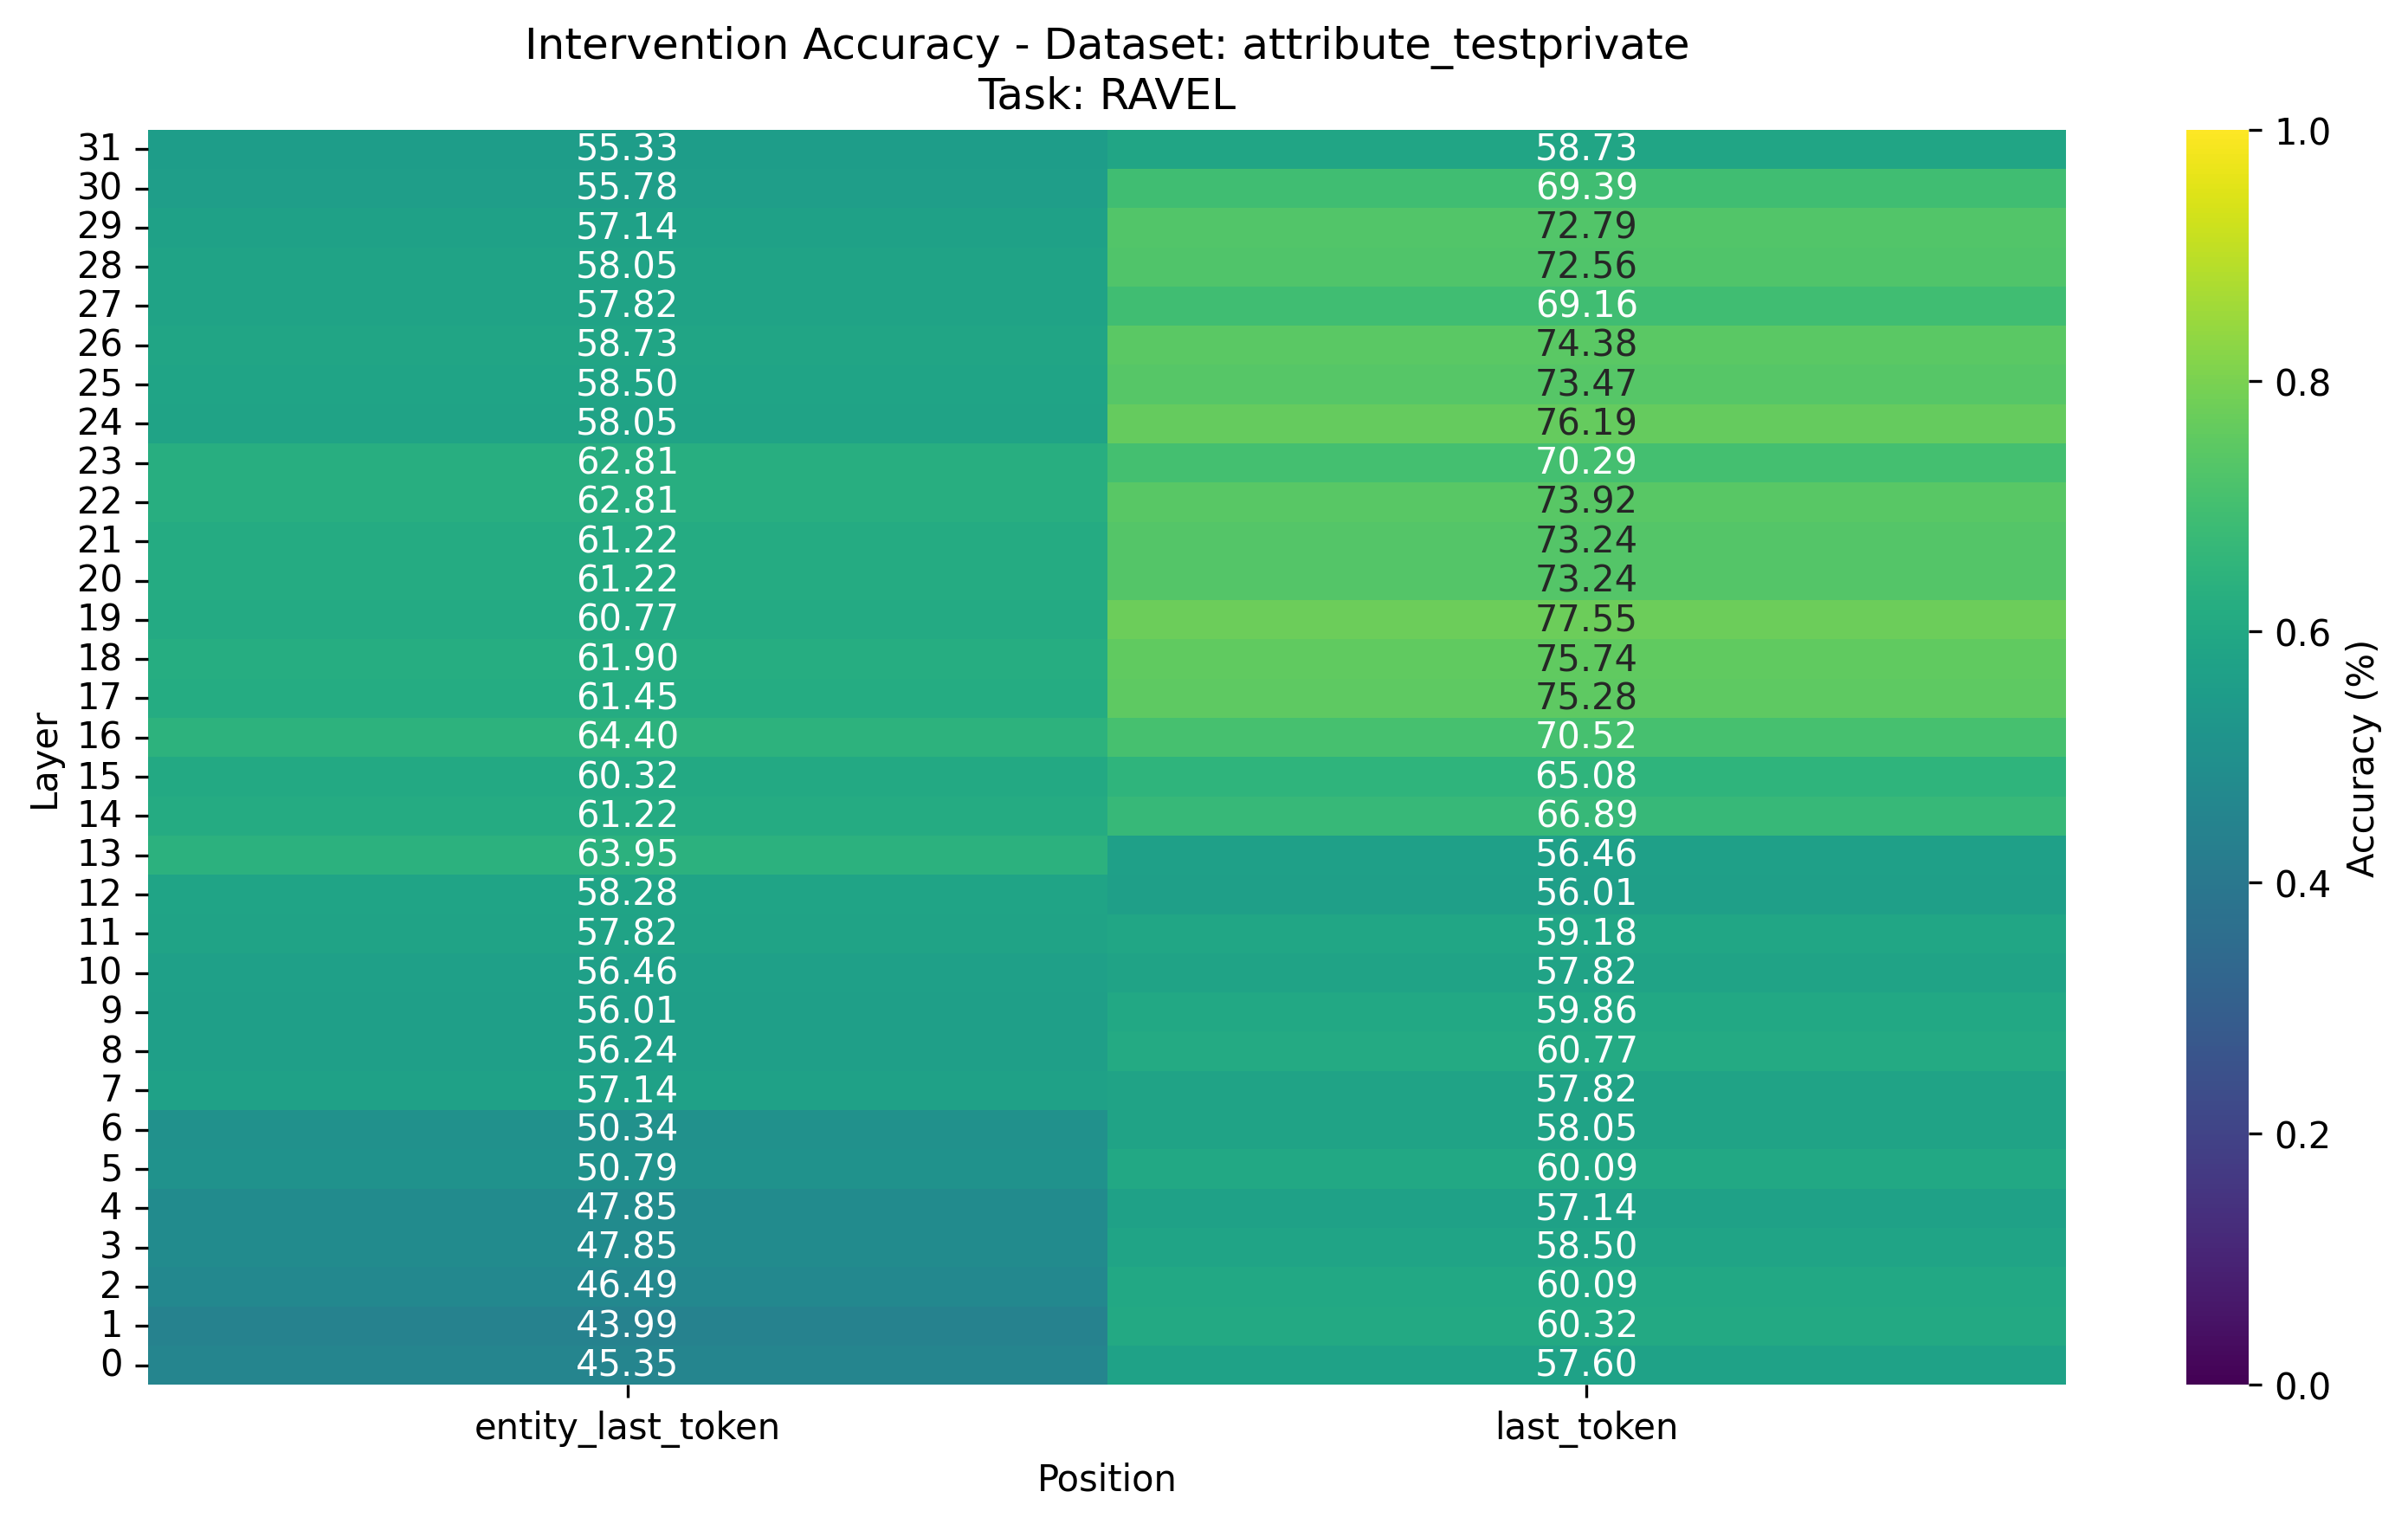 Intervention Accuracy - Dataset: attribute_testprivate
Task: RAVEL
31 55.33 58.73
30 55.78 69.39
29 57.14 72.79
28 58.05 72.56
27 57.82 69.16
26 58.73 74.38
25 58.50 73.47
24 58.05 76.19
23 62.81 70.29
22 62.81 73.92
21 61.22 73.24
20 61.22 73.24
19 60.77 77.55
18 61.90 75.74
17 61.45 75.28
16 64.40 70.52
15 60.32 65.08
14 61.22 66.89
13 63.95 56.46
12 58.28 56.01
11 57.82 59.18
10 56.46 57.82
9 56.01 59.86
8 56.24 60.77
7 57.14 57.82
6 50.34 58.05
5 50.79 60.09
4 47.85 57.14
3 47.85 58.50
2 46.49 60.09
1 43.99 60.32
0 45.35 57.60
entity_last_token last_token
Position
Layer
1.0
0.8
0.6
0.4
0.2
0.0
Accuracy (%)